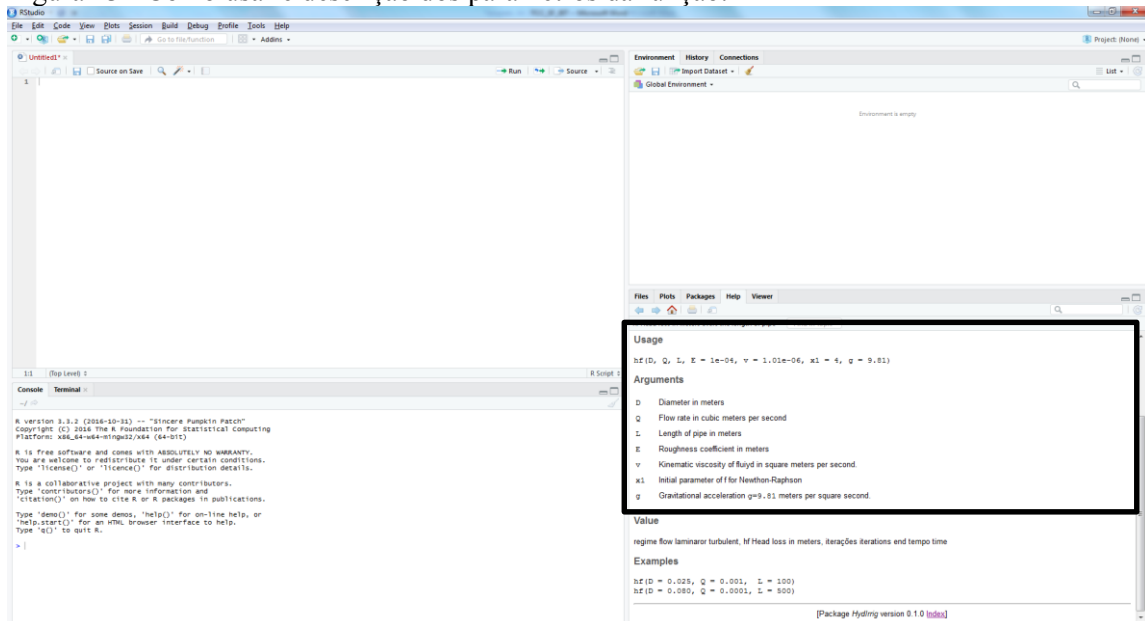 RStudio
File Edit Code View Plots Session Build Debug Profile Tools Help
Go to file/function Addins Project: (None)
Untitled1*
Source on Save Run Source
1
1:1 (Top Level) R Script
Console Terminal
~/
R version 3.3.2 (2016-10-31) -- "Sincere Pumpkin Patch"
Copyright (C) 2016 The R Foundation for Statistical Computing
Platform: x86_64-w64-mingw32/x64 (64-bit)
R is free software and comes with ABSOLUTELY NO WARRANTY.
You are welcome to redistribute it under certain conditions.
Type 'license()' or 'licence()' for distribution details.
R is a collaborative project with many contributors.
Type 'contributors()' for more information and
'citation()' on how to cite R or R packages in publications.
Type 'demo()' for some demos, 'help()' for on-line help, or
'help.start()' for an HTML browser interface to help.
Type 'q()' to quit R.
>
Environment History Connections
Import Dataset List
Global Environment
Environment is empty
Files Plots Packages Help Viewer
Usage
hf(D, Q, L, E = 1e-04, v = 1.01e-06, x1 = 4, g = 9.81)
Arguments
D Diameter in meters
Q Flow rate in cubic meters per second
L Length of pipe in meters
E Roughness coefficient in meters
v Kinematic viscosity of fluiyd in square meters per second.
x1 Initial parameter of f for Newthon-Raphson
g Gravitational acceleration g=9.81 meters per square second.
Value
regime flow laminaror turbulent, hf Head loss in meters, iterações iterations end tempo time
Examples
hf(D = 0.025, Q = 0.001, L = 100)
hf(D = 0.080, Q = 0.0001, L = 500)
[Package HydIrrig version 0.1.0 Index]